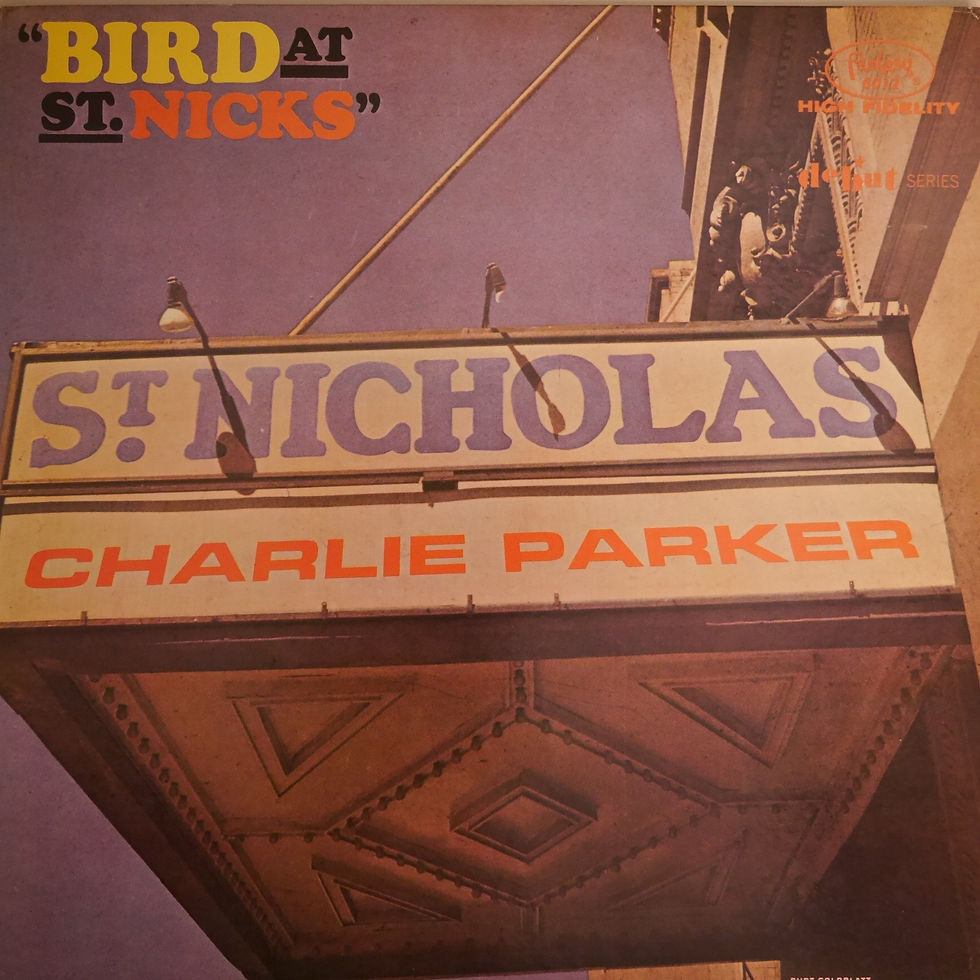 “BIRD AT
ST. NICKS”
HIGH FIDELITY
debut SERIES
ST. NICHOLAS
CHARLIE PARKER